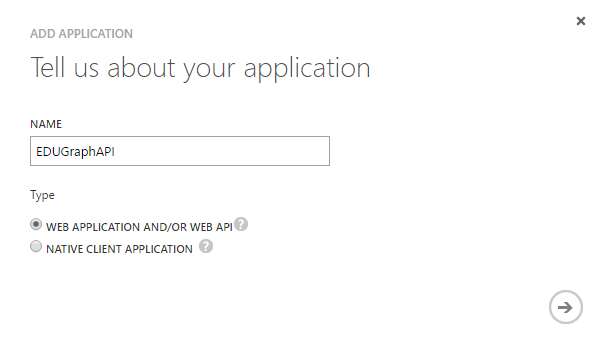 ADD APPLICATION
Tell us about your application
NAME
EDUGraphAPI
Type
WEB APPLICATION AND/OR WEB API ?
NATIVE CLIENT APPLICATION ?